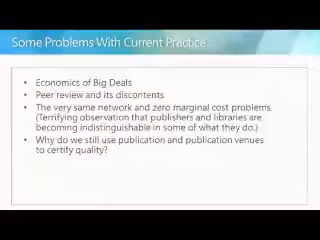 Some Problems With Current Practice
• Economics of Big Deals
• Peer review and its discontents
• The very same network and zero marginal cost problems.
(Terrifying observation that publishers and libraries are
becoming indistinguishable in some of what they do.)
• Why do we still use publication and publication venues
to certify quality?